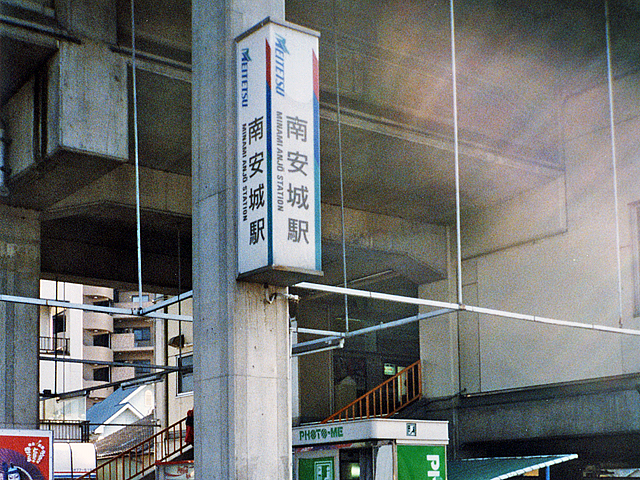 MEITETSU
南安城駅
MINAMI ANJO STATION
MEITETSU
南安城駅
MINAMI ANJO STATION
PHOTO-ME
P